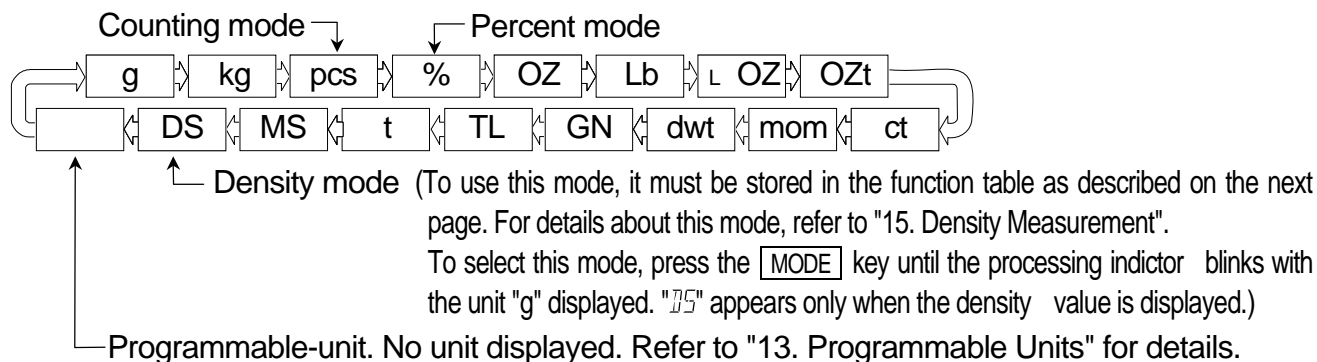 Counting mode Percent mode
g kg pcs % OZ Lb L OZ OZt
DS MS t TL GN dwt mom ct
Density mode (To use this mode, it must be stored in the function table as described on the next
page. For details about this mode, refer to "15. Density Measurement".
To select this mode, press the MODE key until the processing indictor blinks with
the unit "g" displayed. "DS" appears only when the density value is displayed.)
Programmable-unit. No unit displayed. Refer to "13. Programmable Units" for details.